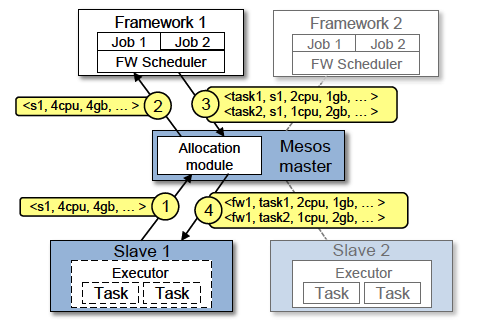 Framework 1
Job 1 Job 2
FW Scheduler
Framework 2
Job 1 Job 2
FW Scheduler
<s1, 4cpu, 4gb, ... >
2
3
<task1, s1, 2cpu, 1gb, ... >
<task2, s1, 1cpu, 2gb, ... >
Allocation
module
Mesos
master
<s1, 4cpu, 4gb, ... >
1
4
<fw1, task1, 2cpu, 1gb, ... >
<fw1, task2, 1cpu, 2gb, ... >
Slave 1
Executor
Task Task
Slave 2
Executor
Task Task